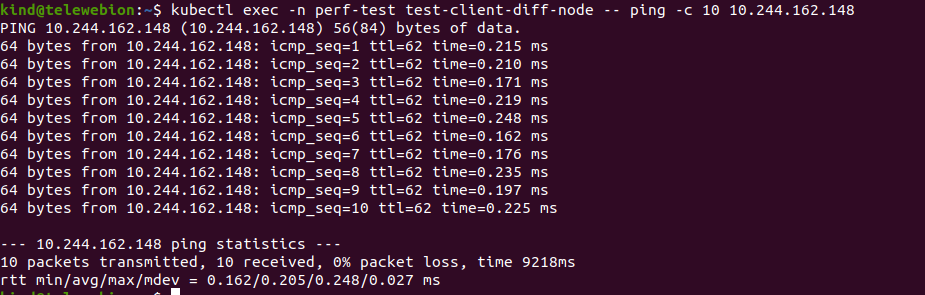 kind@telewebion:~$ kubectl exec -n perf-test test-client-diff-node -- ping -c 10 10.244.162.148
PING 10.244.162.148 (10.244.162.148) 56(84) bytes of data.
64 bytes from 10.244.162.148: icmp_seq=1 ttl=62 time=0.215 ms
64 bytes from 10.244.162.148: icmp_seq=2 ttl=62 time=0.210 ms
64 bytes from 10.244.162.148: icmp_seq=3 ttl=62 time=0.171 ms
64 bytes from 10.244.162.148: icmp_seq=4 ttl=62 time=0.219 ms
64 bytes from 10.244.162.148: icmp_seq=5 ttl=62 time=0.248 ms
64 bytes from 10.244.162.148: icmp_seq=6 ttl=62 time=0.162 ms
64 bytes from 10.244.162.148: icmp_seq=7 ttl=62 time=0.176 ms
64 bytes from 10.244.162.148: icmp_seq=8 ttl=62 time=0.235 ms
64 bytes from 10.244.162.148: icmp_seq=9 ttl=62 time=0.197 ms
64 bytes from 10.244.162.148: icmp_seq=10 ttl=62 time=0.225 ms
--- 10.244.162.148 ping statistics ---
10 packets transmitted, 10 received, 0% packet loss, time 9218ms
rtt min/avg/max/mdev = 0.162/0.205/0.248/0.027 ms
kind@telewebion:~$